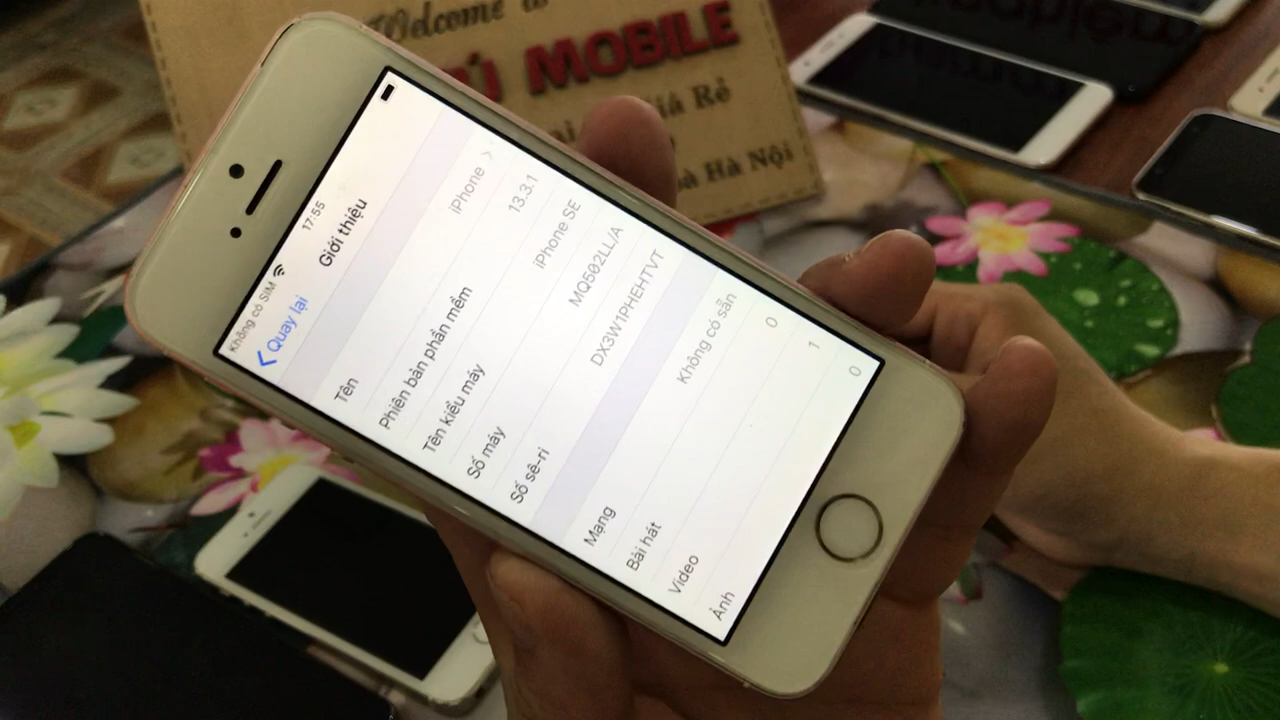 Welcome to
Ú MOBILE
Giá Rẻ
Hà Nội
Không có SIM 17:55
Quay lại Giới thiệu
Tên iPhone
Phiên bản phần mềm 13.3.1
Tên kiểu máy iPhone SE
Số máy MQ502LL/A
Số sê-ri DX3W1PHEHTVT
Mạng Không có sẵn
Bài hát 0
Video 1
Ảnh 0